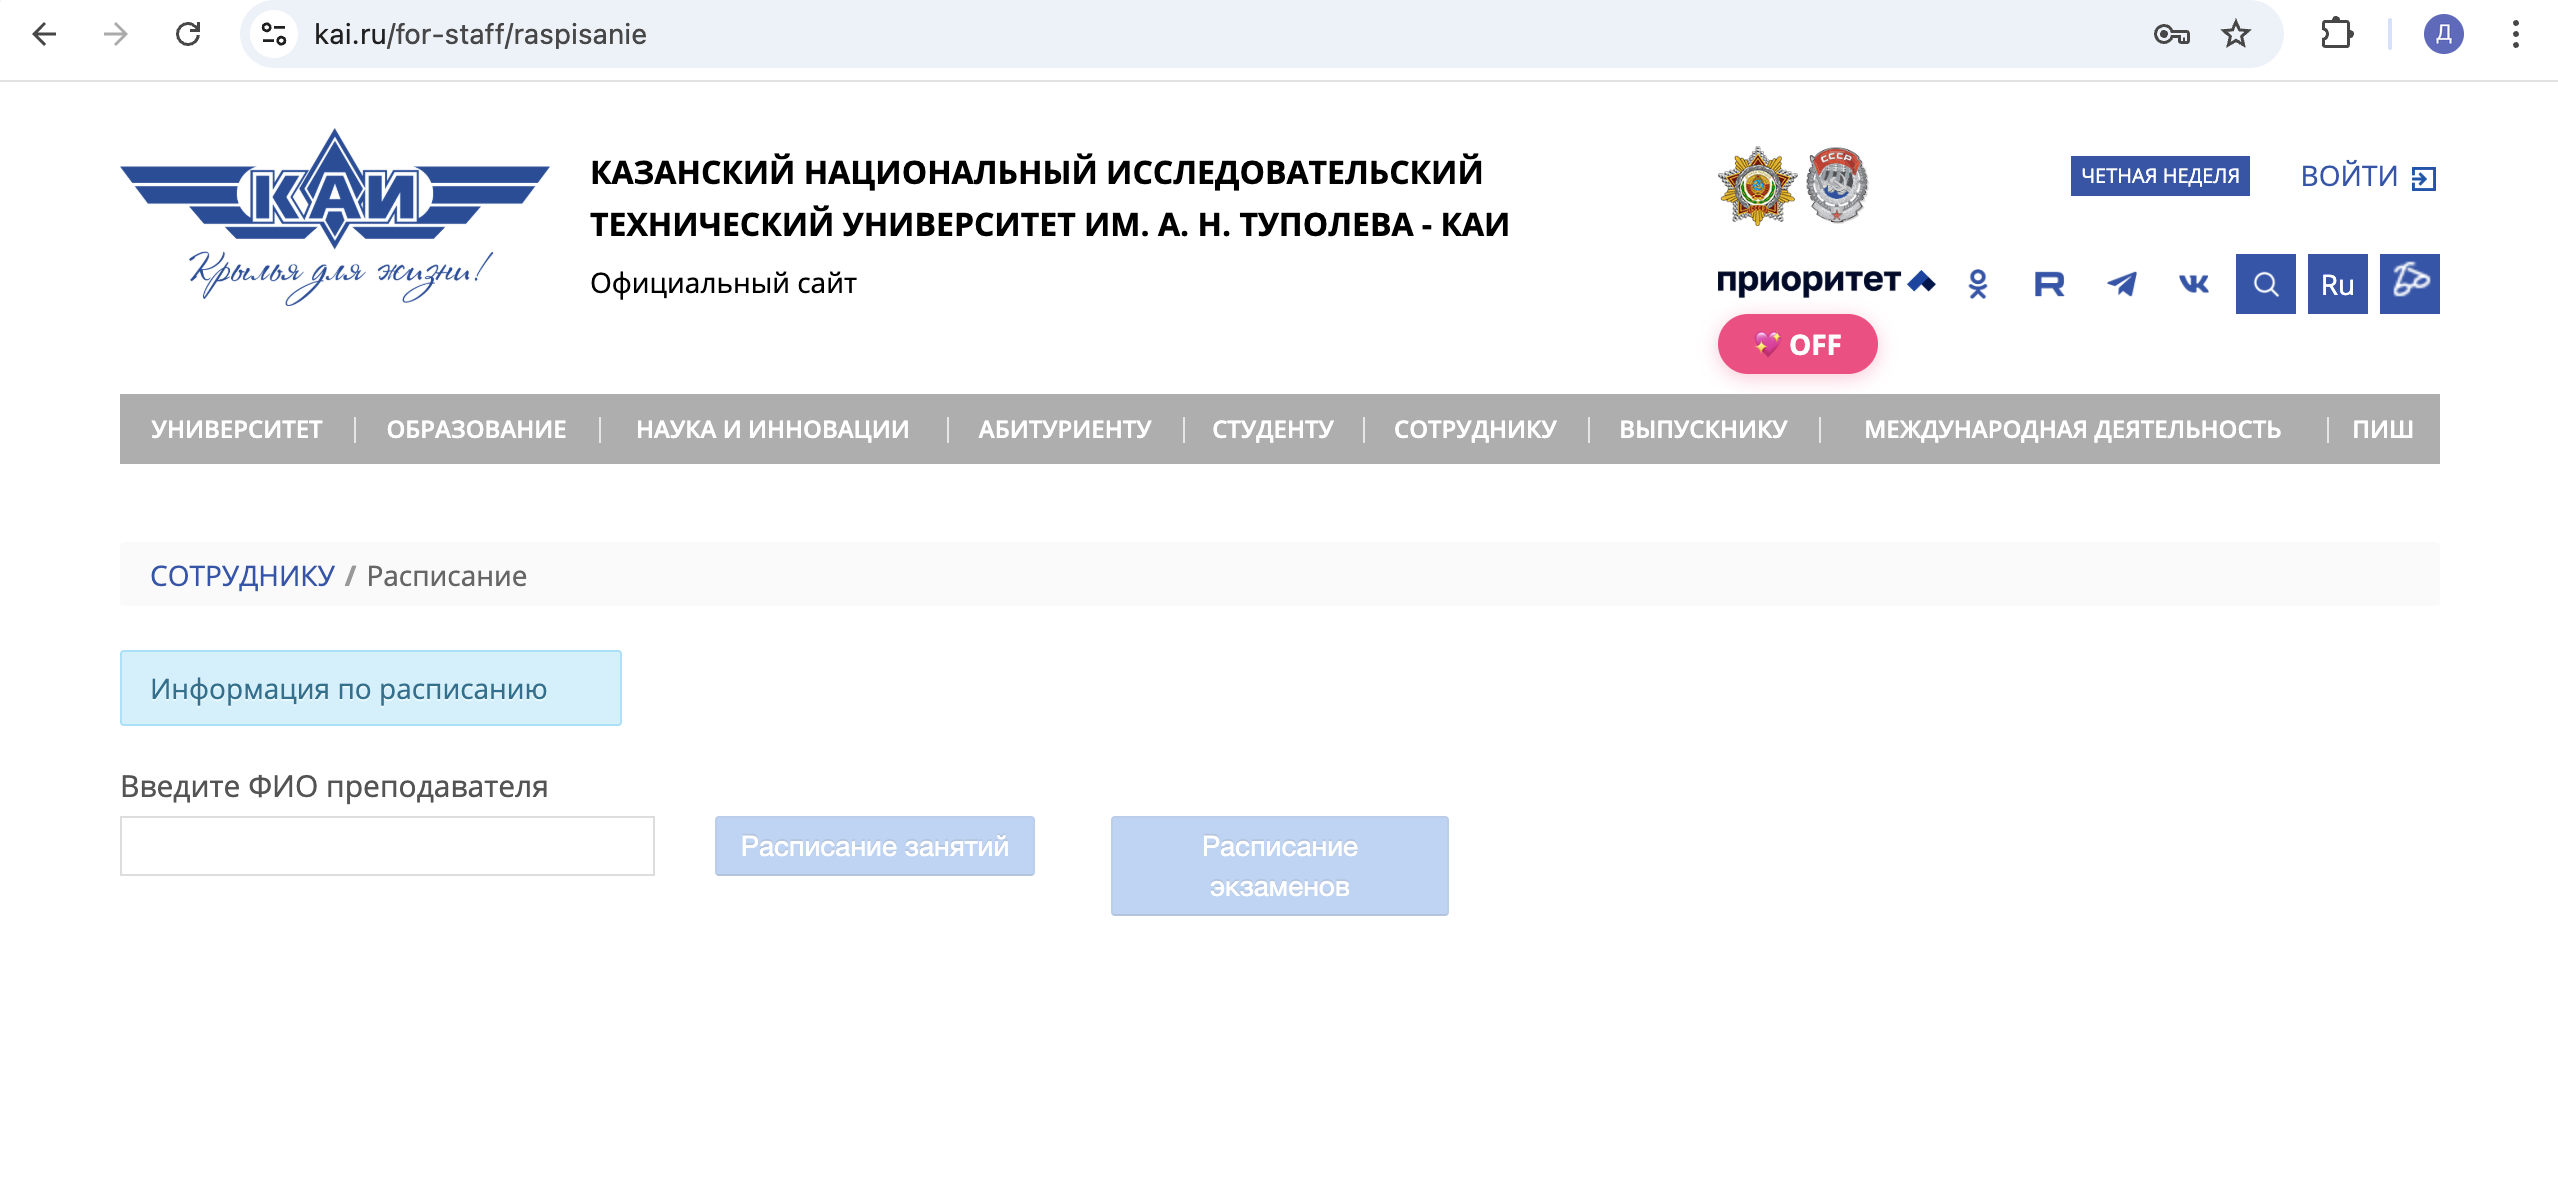 kai.ru/for-staff/raspisanie
Д
КАИ
Крылья для жизни!
КАЗАНСКИЙ НАЦИОНАЛЬНЫЙ ИССЛЕДОВАТЕЛЬСКИЙ
ТЕХНИЧЕСКИЙ УНИВЕРСИТЕТ ИМ. А. Н. ТУПОЛЕВА - КАИ
Официальный сайт
СССР
ЧЕТНАЯ НЕДЕЛЯ
ВОЙТИ
приоритет
Ru
OFF
УНИВЕРСИТЕТ
ОБРАЗОВАНИЕ
НАУКА И ИННОВАЦИИ
АБИТУРИЕНТУ
СТУДЕНТУ
СОТРУДНИКУ
ВЫПУСКНИКУ
МЕЖДУНАРОДНАЯ ДЕЯТЕЛЬНОСТЬ
ПИШ
СОТРУДНИКУ / Расписание
Информация по расписанию
Введите ФИО преподавателя
Расписание занятий
Расписание
экзаменов